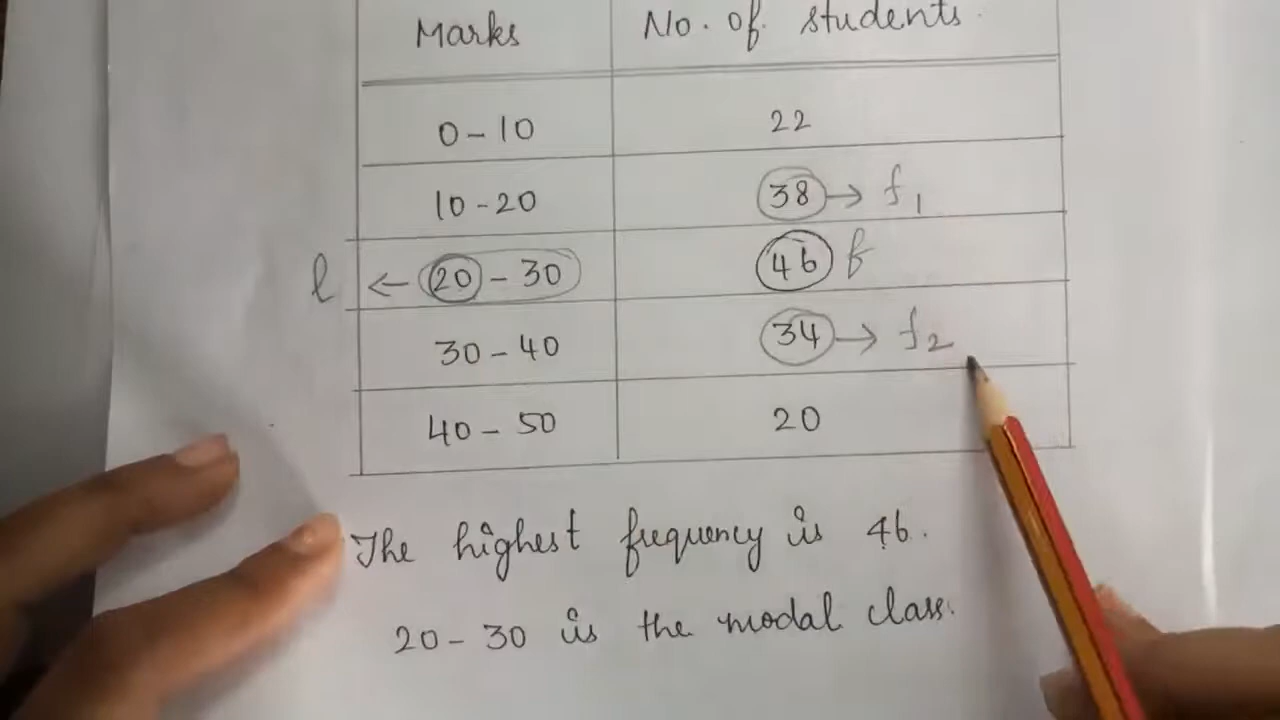 Marks No. of students
0-10 22
10-20 38 → f1
l ← 20-30 46 f
30-40 34 → f2
40-50 20
The highest frequency is 46.
20-30 is the modal class.